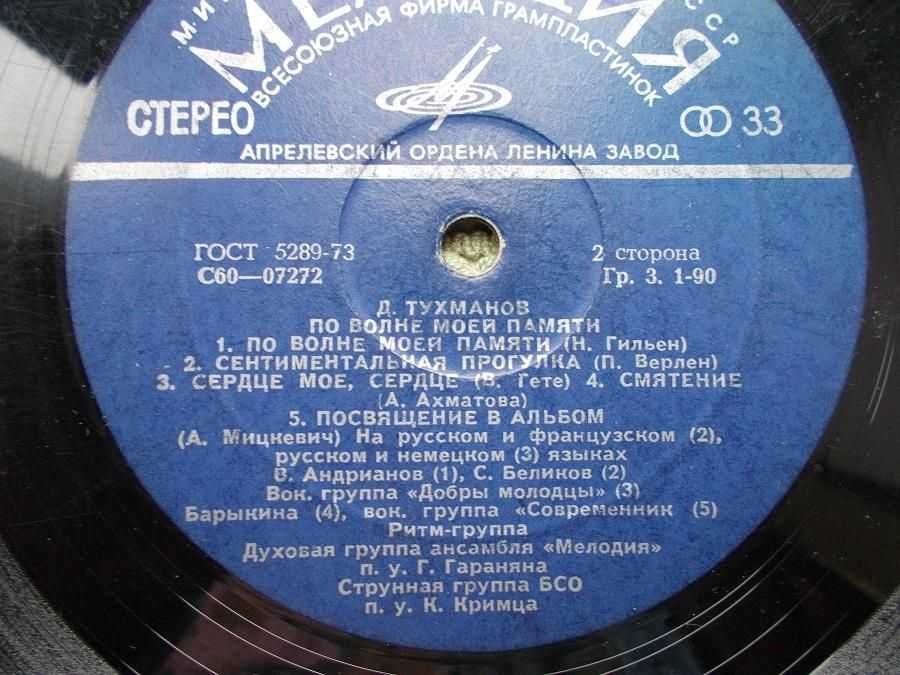 МЕЛОДИЯ
ВСЕСОЮЗНАЯ ФИРМА ГРАМПЛАСТИНОК
СТЕРЕО
33
АПРЕЛЕВСКИЙ ОРДЕНА ЛЕНИНА ЗАВОД
ГОСТ 5289-73
2 сторона
С60—07272
Гр. 3. 1-90
Д. ТУХМАНОВ
ПО ВОЛНЕ МОЕЙ ПАМЯТИ
1. ПО ВОЛНЕ МОЕЙ ПАМЯТИ (Н. Гильен)
2. СЕНТИМЕНТАЛЬНАЯ ПРОГУЛКА (П. Верлен)
3. СЕРДЦЕ МОЕ, СЕРДЦЕ (В. Гете) 4. СМЯТЕНИЕ
(А. Ахматова)
5. ПОСВЯЩЕНИЕ В АЛЬБОМ
(А. Мицкевич) На русском и французском (2),
русском и немецком (3) языках
В. Андрианов (1), С. Беликов (2)
Вок. группа «Добры молодцы» (3)
Барыкина (4), вок. группа «Современник (5)
Ритм-группа
Духовая группа ансамбля «Мелодия»
п. у. Г. Гараняна
Струнная группа БСО
п. у. К. Кримца